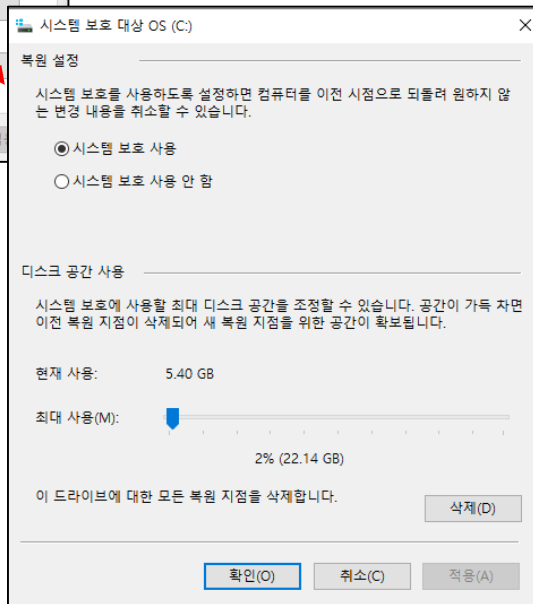 시스템 보호 대상 OS (C:)
복원 설정
시스템 보호를 사용하도록 설정하면 컴퓨터를 이전 시점으로 되돌려 원하지 않
는 변경 내용을 취소할 수 있습니다.
시스템 보호 사용
시스템 보호 사용 안 함
디스크 공간 사용
시스템 보호에 사용할 최대 디스크 공간을 조정할 수 있습니다. 공간이 가득 차면
이전 복원 지점이 삭제되어 새 복원 지점을 위한 공간이 확보됩니다.
현재 사용: 5.40 GB
최대 사용(M):
2% (22.14 GB)
이 드라이브에 대한 모든 복원 지점을 삭제합니다.
삭제(D)
확인(O) 취소(C) 적용(A)